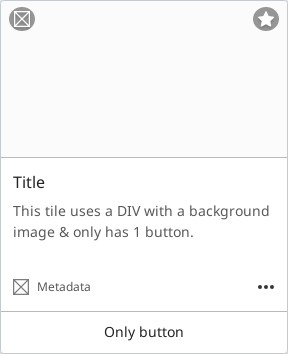 Title
This tile uses a DIV with a background
image & only has 1 button.
Metadata
Only button